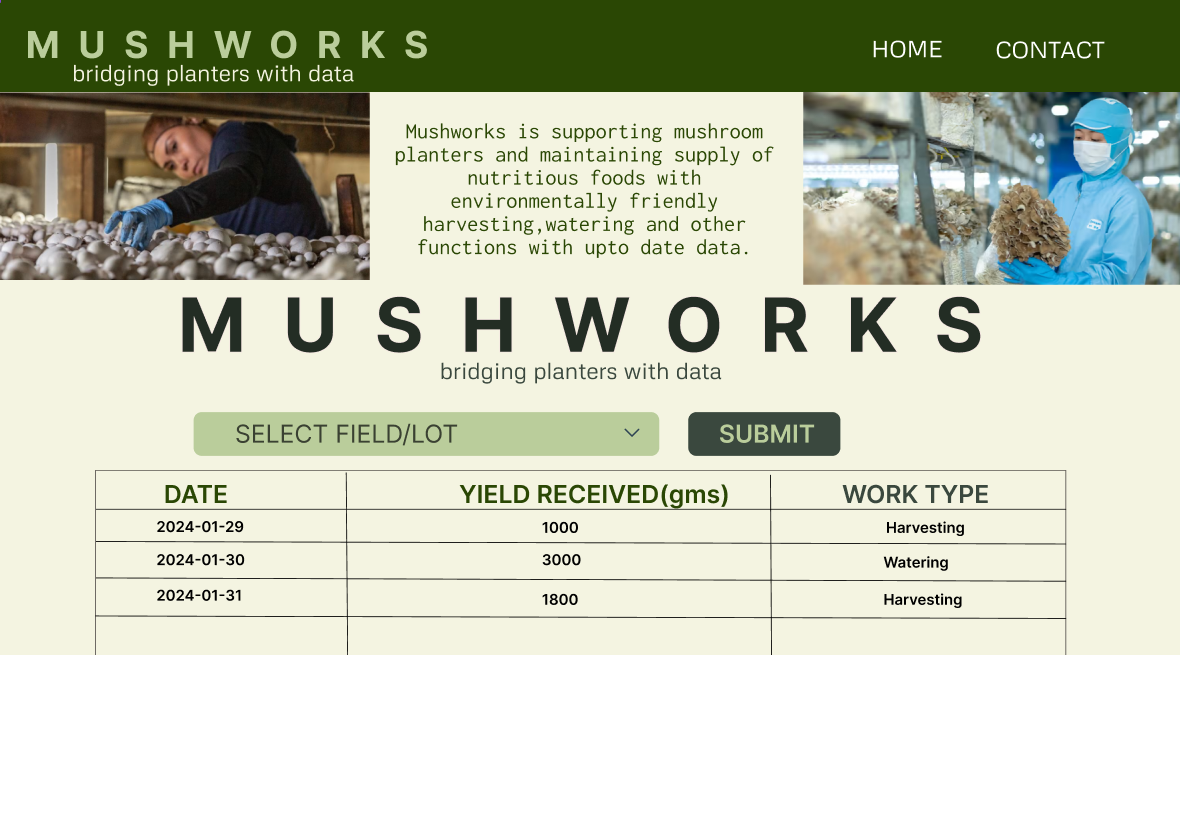 MUSHWORKS
bridging planters with data
HOME CONTACT
Mushworks is supporting mushroom
planters and maintaining supply of
nutritious foods with
environmentally friendly
harvesting,watering and other
functions with upto date data.
MUSHWORKS
bridging planters with data
SELECT FIELD/LOT SUBMIT
DATE YIELD RECEIVED(gms) WORK TYPE
2024-01-29 1000 Harvesting
2024-01-30 3000 Watering
2024-01-31 1800 Harvesting